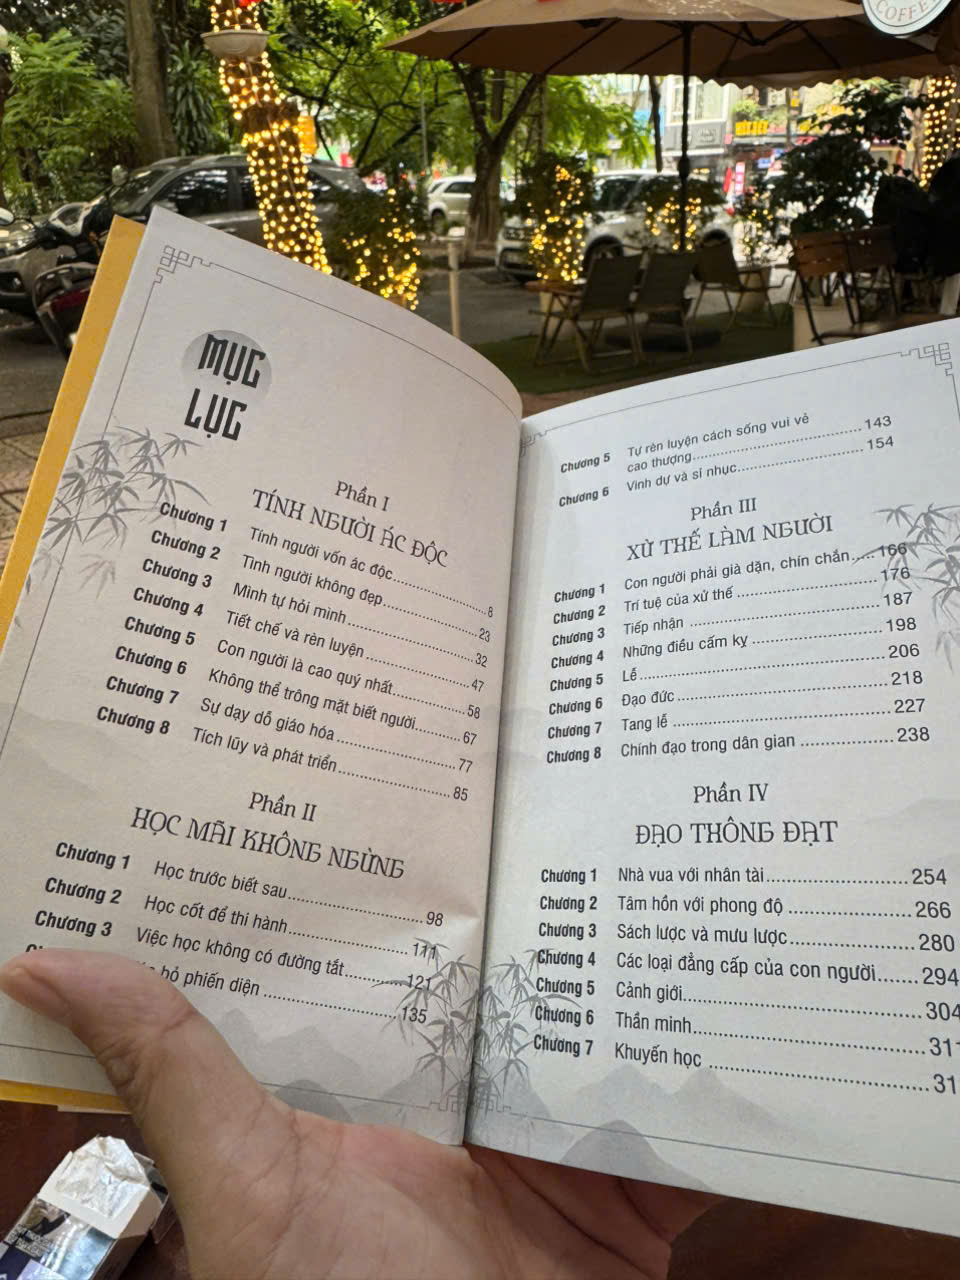 COFFEE
MỤC
LỤC
Phần I
TÍNH NGƯỜI ÁC ĐỘC
Chương 1 Tính người vốn ác độc 8
Chương 2 Tình người không đẹp 23
Chương 3 Mình tự hỏi mình 32
Chương 4 Tiết chế và rèn luyện 47
Chương 5 Con người là cao quý nhất 58
Chương 6 Không thể trông mặt biết người 67
Chương 7 Sự dạy dỗ giáo hóa 77
Chương 8 Tích lũy và phát triển 85
Phần II
HỌC MÃI KHÔNG NGỪNG
Chương 1 Học trước biết sau 98
Chương 2 Học cốt để thi hành 111
Chương 3 Việc học không có đường tắt 121
bỏ phiến diện 135
Chương 5 Tự rèn luyện cách sống vui vẻ
cao thượng 143
Chương 6 Vinh dự và sỉ nhục 154
Phần III
XỬ THẾ LÀM NGƯỜI
Chương 1 Con người phải già dặn, chín chắn 166
Chương 2 Trí tuệ của xử thế 176
Chương 3 Tiếp nhận 187
Chương 4 Những điều cấm kỵ 198
Chương 5 Lễ 206
Chương 6 Đạo đức 218
Chương 7 Tang lễ 227
Chương 8 Chính đạo trong dân gian 238
Phần IV
ĐẠO THÔNG ĐẠT
Chương 1 Nhà vua với nhân tài 254
Chương 2 Tâm hồn với phong độ 266
Chương 3 Sách lược và mưu lược 280
Chương 4 Các loại đẳng cấp của con người 294
Chương 5 Cảnh giới 304
Chương 6 Thần minh
Chương 7 Khuyến học